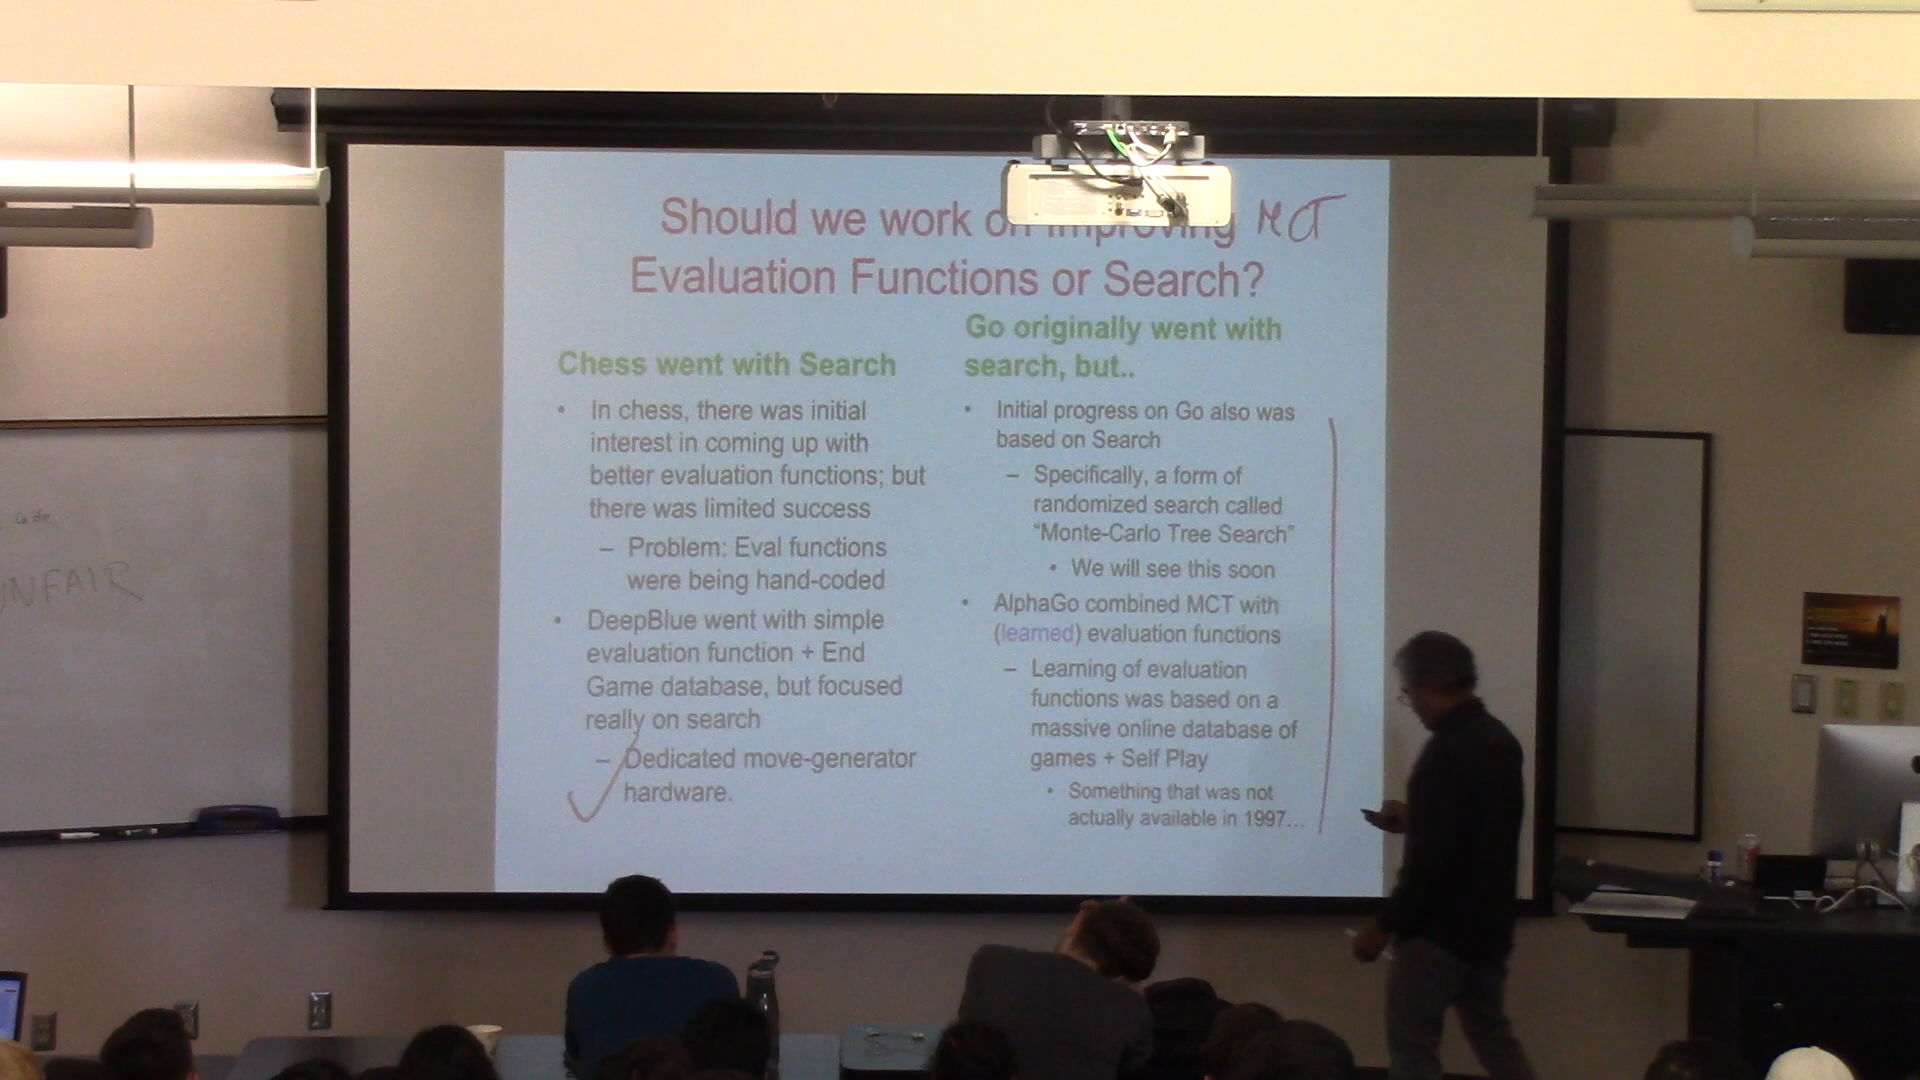 Should we work on improving MCT
Evaluation Functions or Search?
Chess went with Search
• In chess, there was initial
interest in coming up with
better evaluation functions; but
there was limited success
– Problem: Eval functions
were being hand-coded
• DeepBlue went with simple
evaluation function + End
Game database, but focused
really on search
– Dedicated move-generator
hardware.
Go originally went with
search, but..
• Initial progress on Go also was
based on Search
– Specifically, a form of
randomized search called
"Monte-Carlo Tree Search"
• We will see this soon
• AlphaGo combined MCT with
(learned) evaluation functions
– Learning of evaluation
functions was based on a
massive online database of
games + Self Play
• Something that was not
actually available in 1997...
UNFAIR